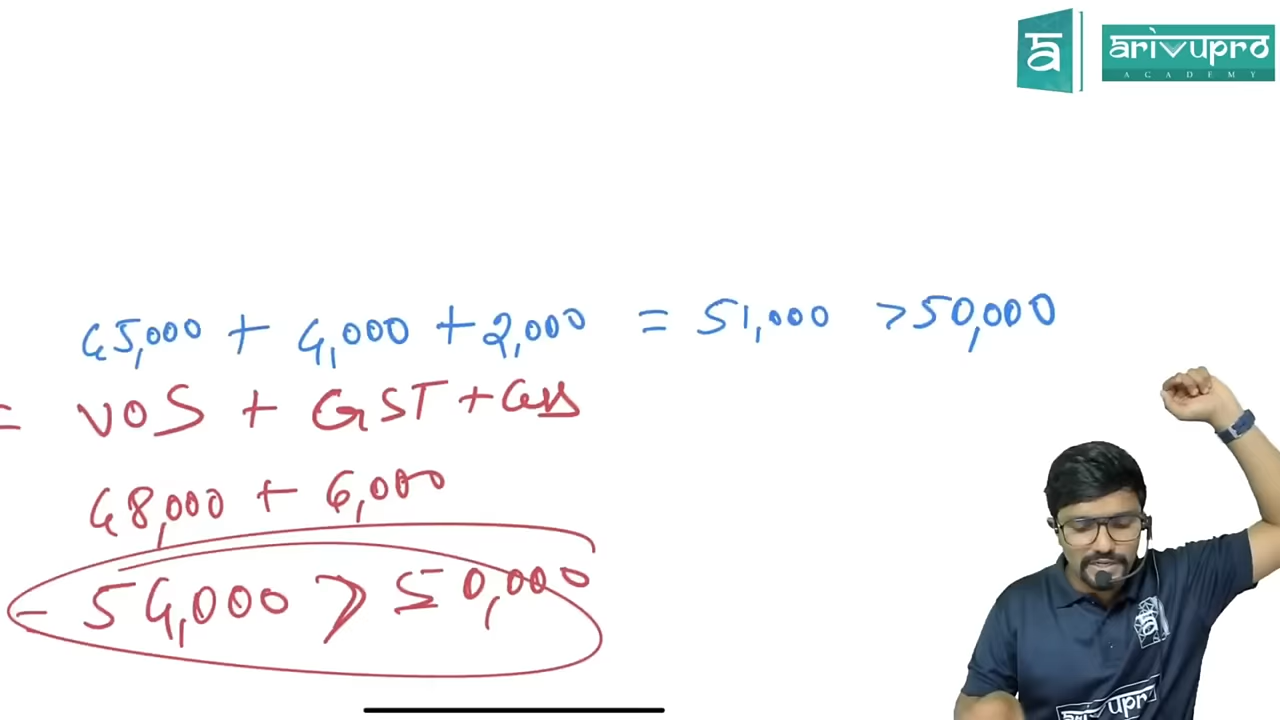 ā arivupro
ACADEMY
45,000 + 4,000 + 2,000 = 51,000 > 50,000
= VOS + GST + Cess
48,000 + 6,000
= 54,000 > 50,000
arivupro